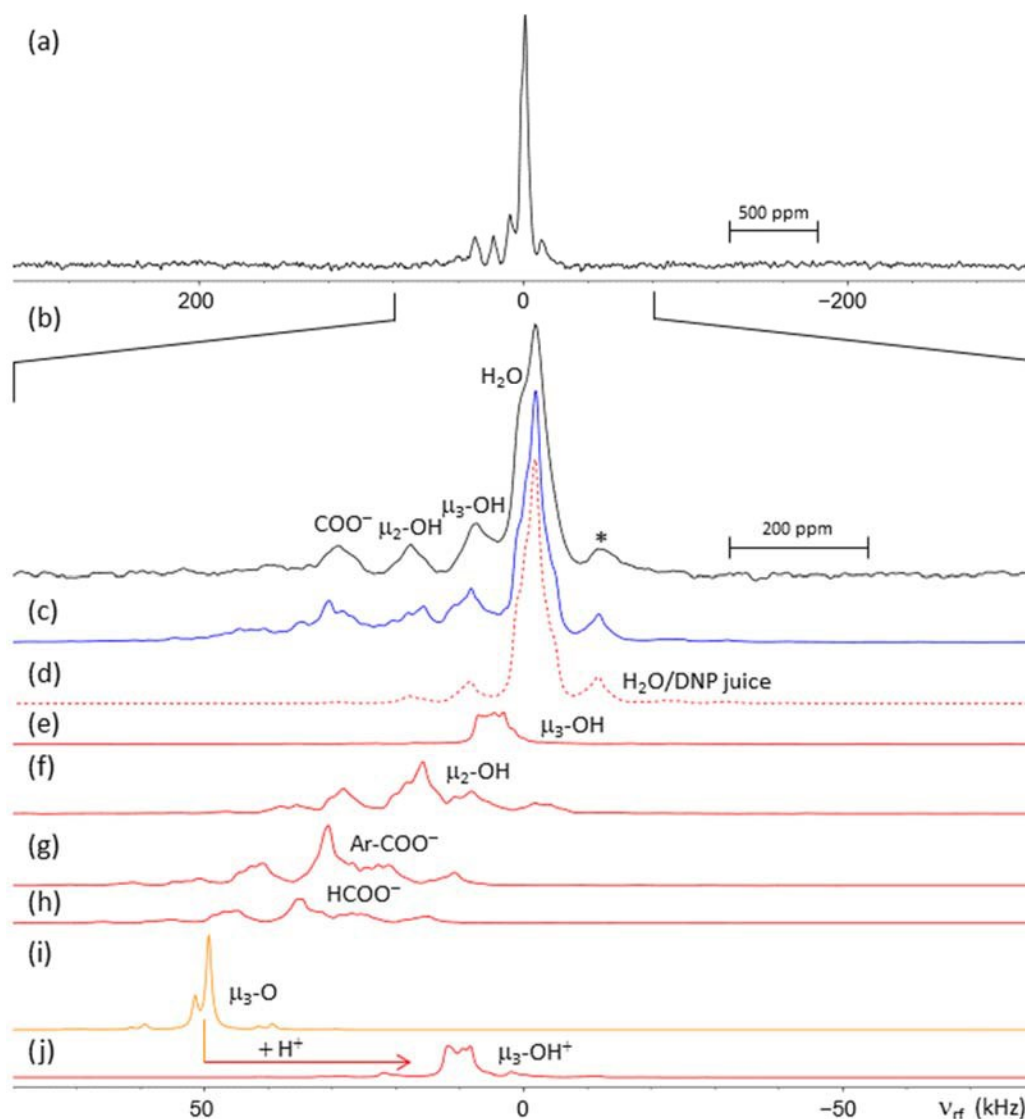 (a)
500 ppm
200
0
−200
(b)
H₂O
COO⁻
μ₂-OH
μ₃-OH
*
200 ppm
(c)
(d)
H₂O/DNP juice
(e)
μ₃-OH
(f)
μ₂-OH
(g)
Ar-COO⁻
(h)
HCOO⁻
(i)
μ₃-O
+ H⁺
(j)
μ₃-OH⁺
50
0
−50
νrf (kHz)